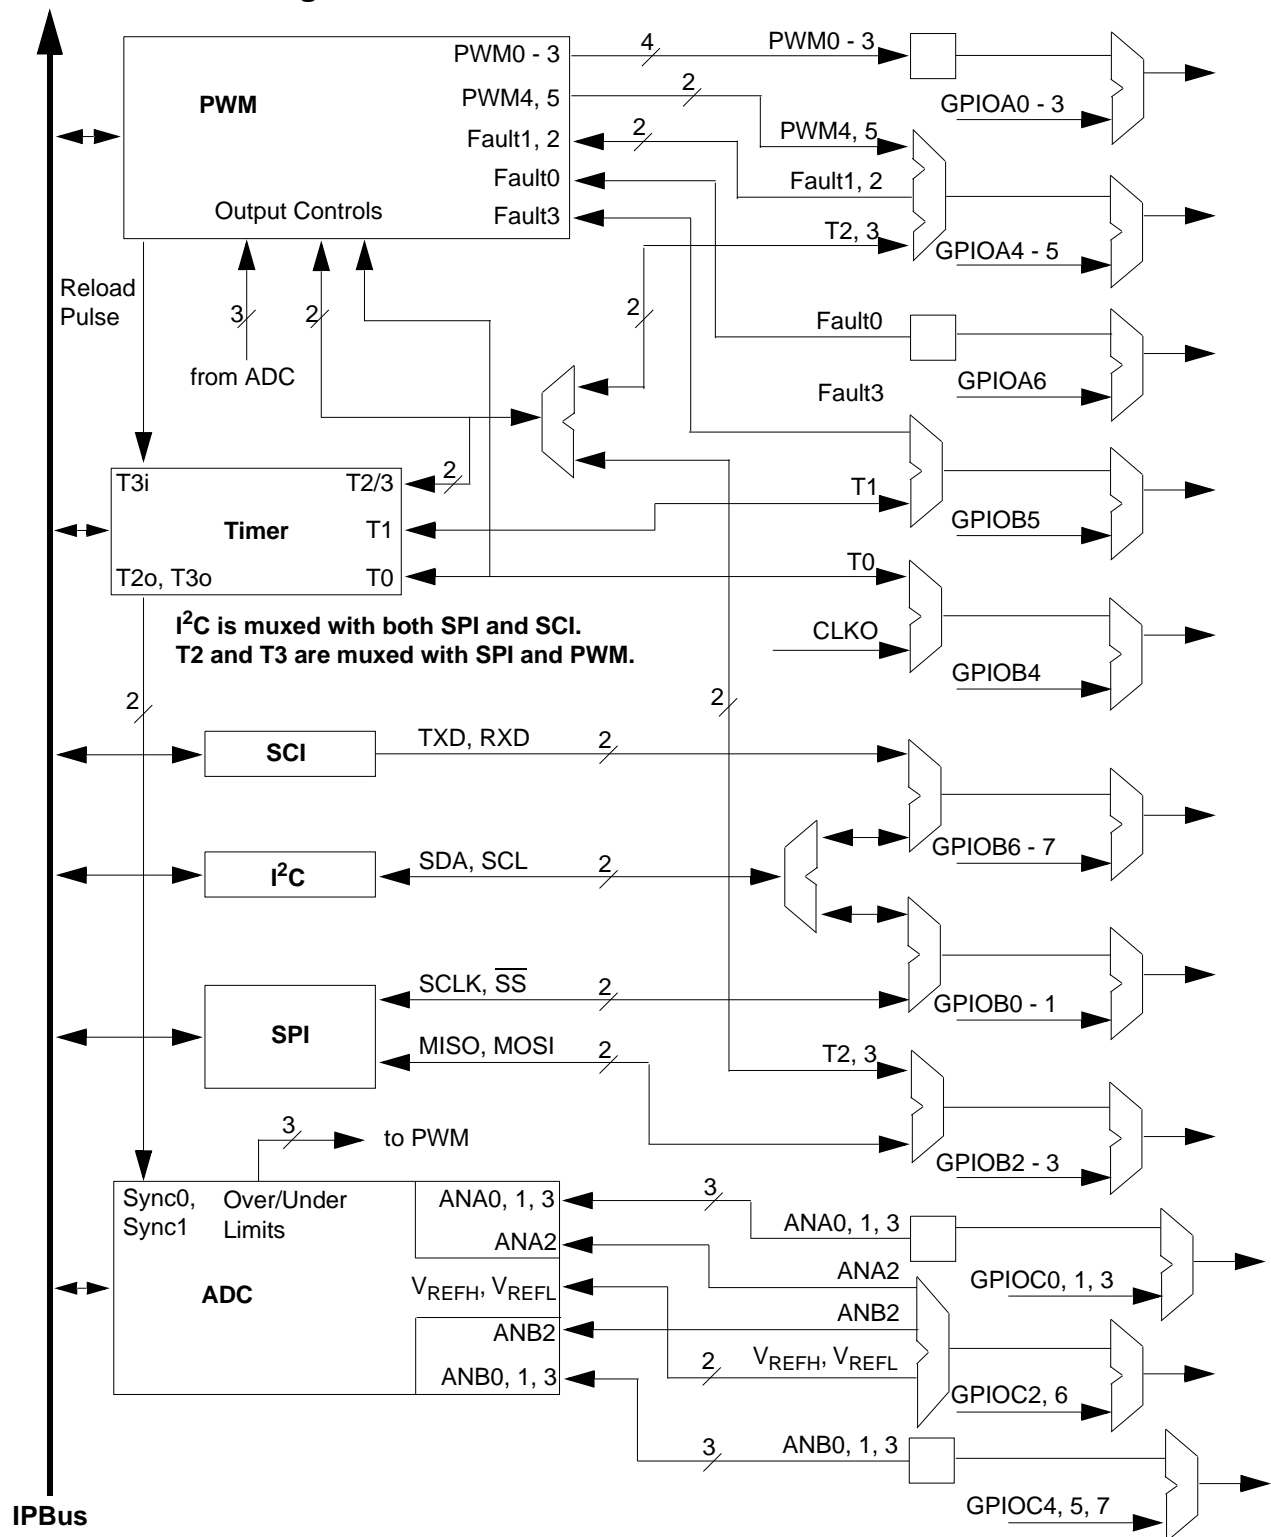 PWM0 - 3
4
PWM0 - 3
PWM
PWM4, 5
2
GPIOA0 - 3
Fault1, 2
2
PWM4, 5
Fault0
Fault1, 2
Output Controls
Fault3
T2, 3
GPIOA4 - 5
Reload
Pulse
3
2
2
Fault0
from ADC
GPIOA6
Fault3
T3i
T2/3
2
T1
Timer
T1
GPIOB5
T2o, T3o
T0
T0
I2C is muxed with both SPI and SCI.
T2 and T3 are muxed with SPI and PWM.
CLKO
GPIOB4
2
2
SCI
TXD, RXD
2
GPIOB6 - 7
I2C
SDA, SCL
2
SCLK, SS
2
GPIOB0 - 1
SPI
MISO, MOSI
2
T2, 3
3
to PWM
GPIOB2 - 3
Sync0,
Sync1
Over/Under
Limits
ANA0, 1, 3
3
ANA0, 1, 3
ANA2
ANA2
GPIOC0, 1, 3
ADC
VREFH, VREFL
ANB2
ANB2
2
VREFH, VREFL
ANB0, 1, 3
GPIOC2, 6
3
ANB0, 1, 3
GPIOC4, 5, 7
IPBus